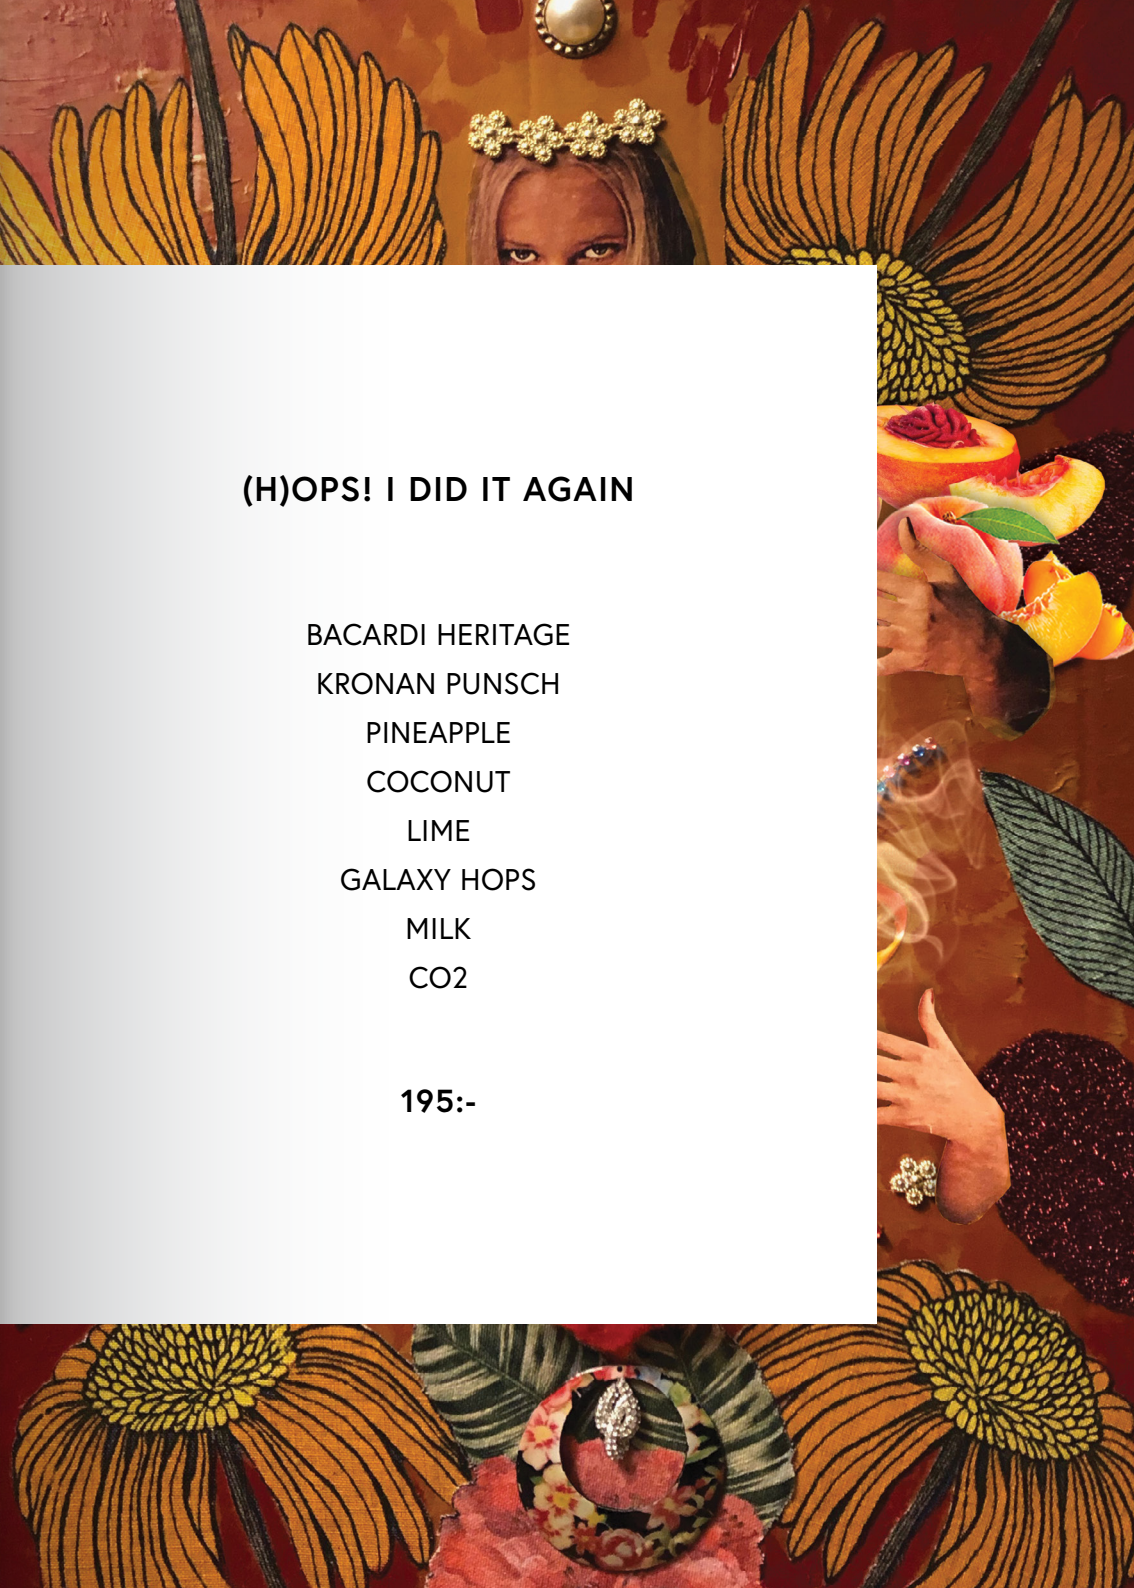 (H)OPS! I DID IT AGAIN
BACARDI HERITAGE
KRONAN PUNSCH
PINEAPPLE
COCONUT
LIME
GALAXY HOPS
MILK
CO2
195:-